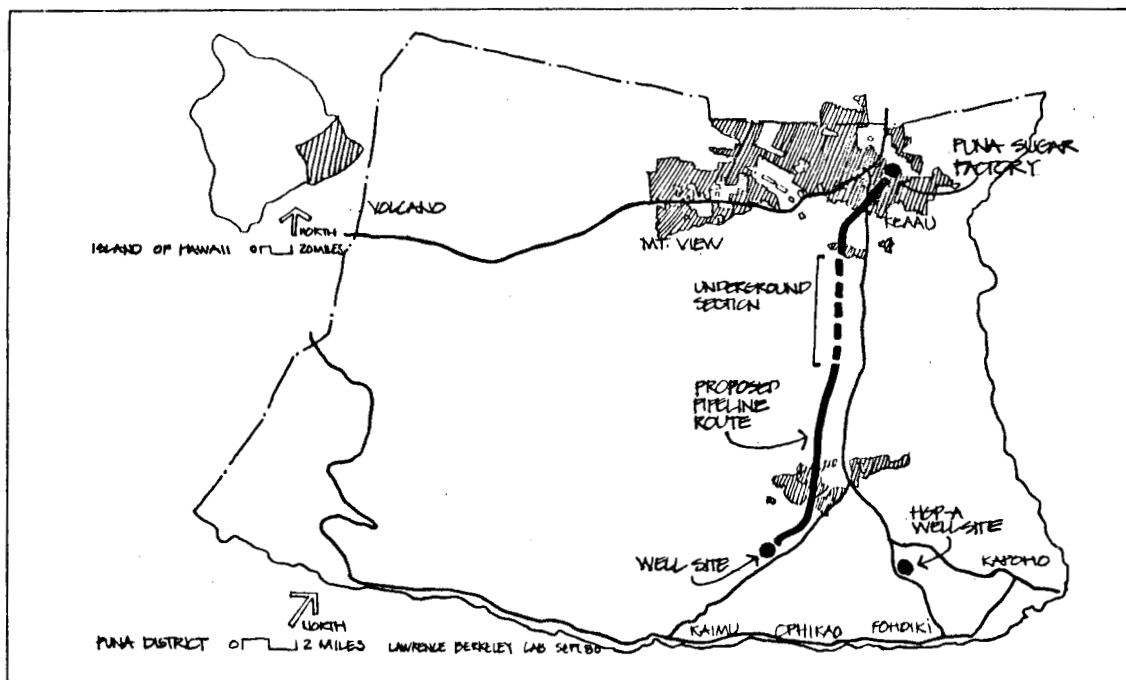 PUNA SUGAR
FACTORY
VOLCANO
NORTH
ISLAND OF HAWAII 0 20 MILES
KEAAU
MT. VIEW
UNDERGROUND
SECTION
PROPOSED
PIPELINE
ROUTE
HGP-A
WELL SITE
WELL SITE
KAPOHO
NORTH
KAIMU OPHIKAO POHOIKI
PUNA DISTRICT 0 2 MILES LAWRENCE BERKELEY LAB SEPT. 80